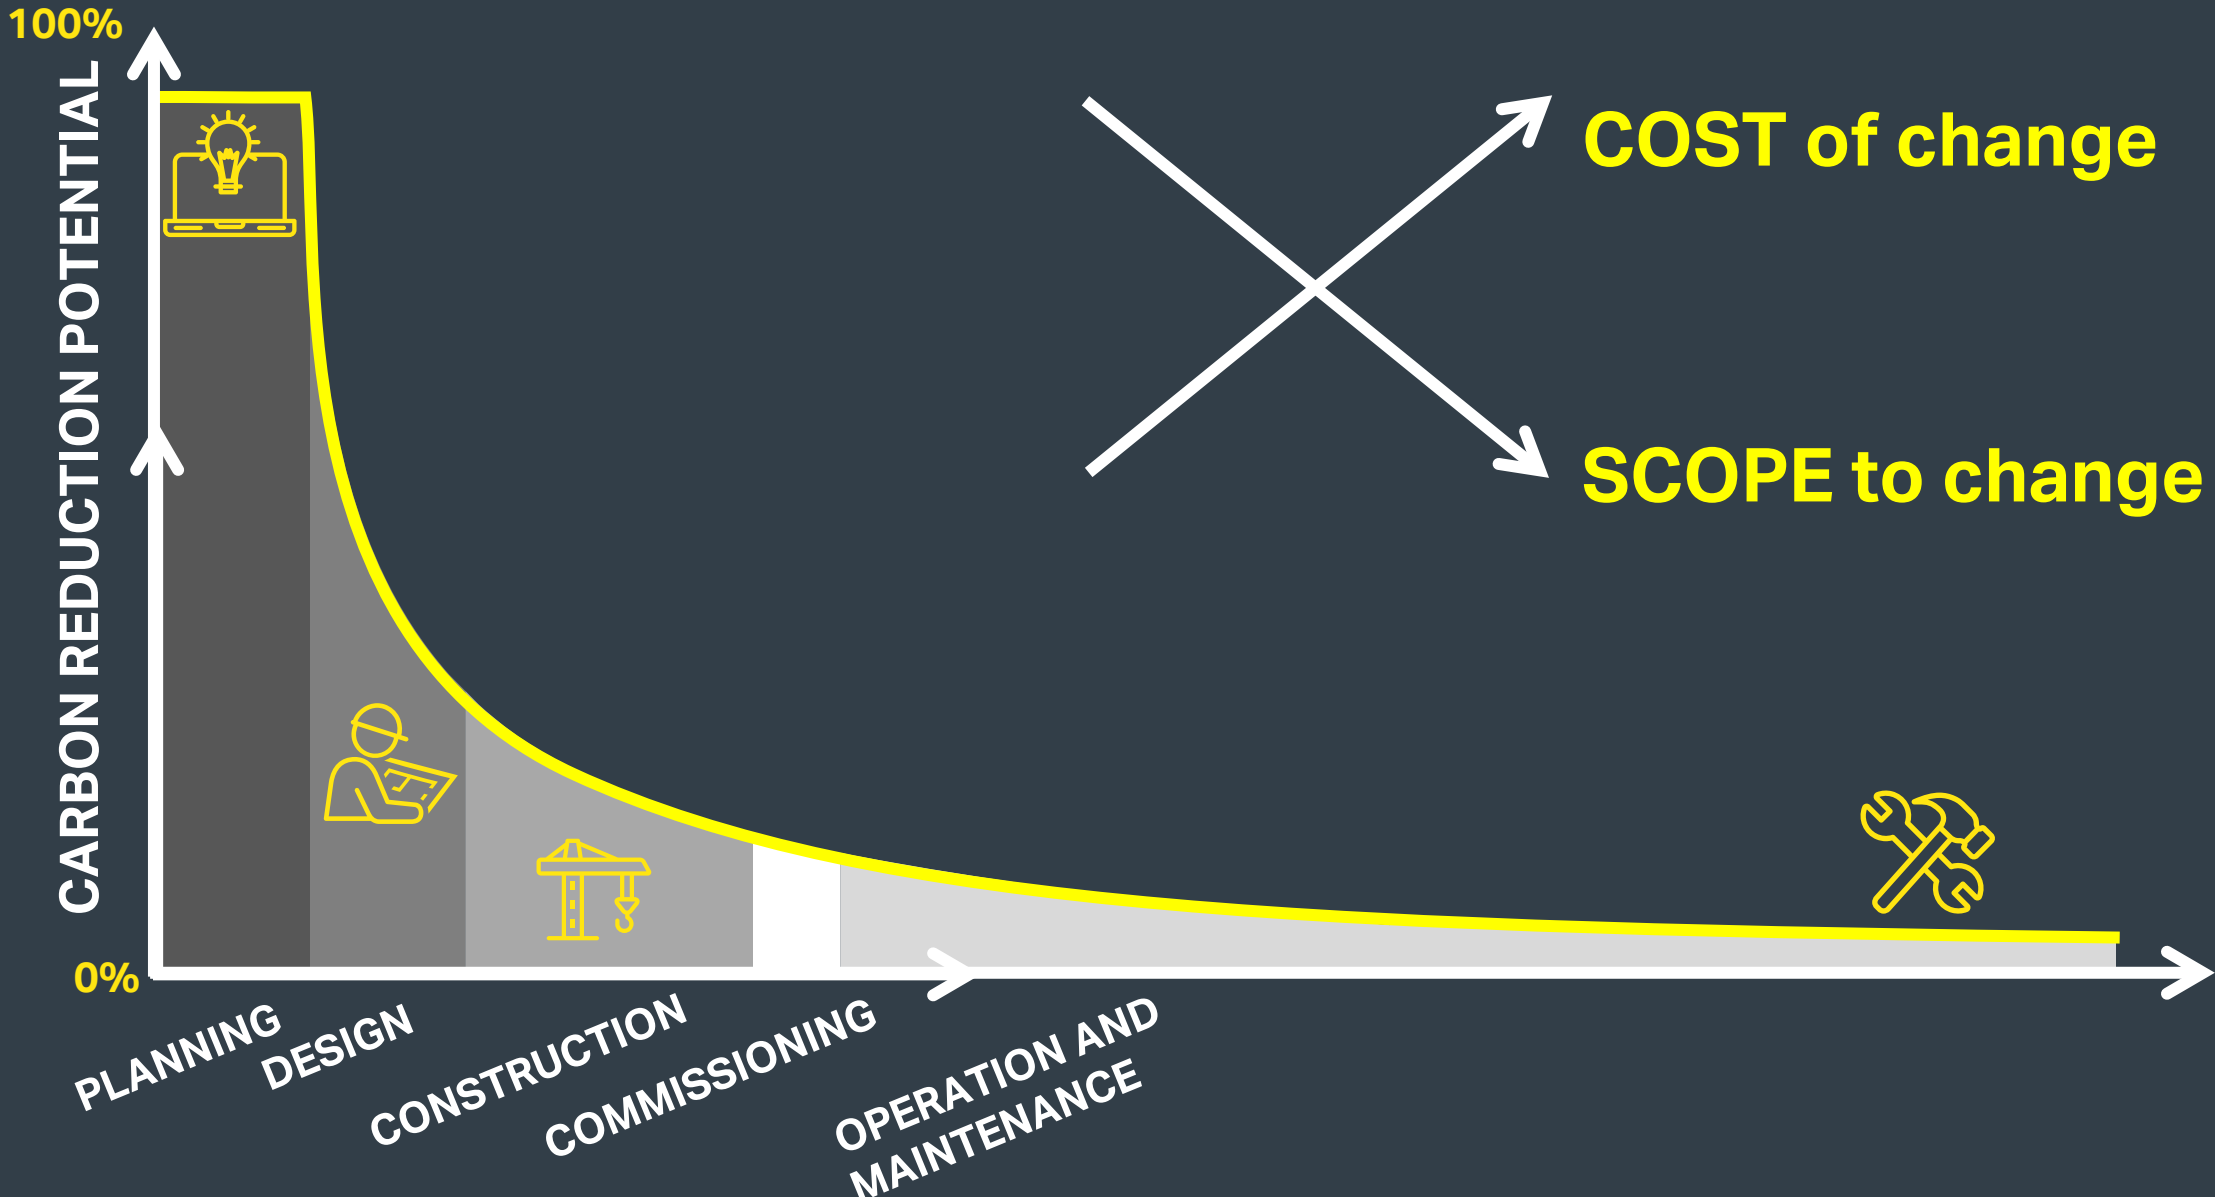 100%
CARBON REDUCTION POTENTIAL
COST of change
SCOPE to change
0%
PLANNING
DESIGN
CONSTRUCTION
COMMISSIONING
OPERATION AND
MAINTENANCE